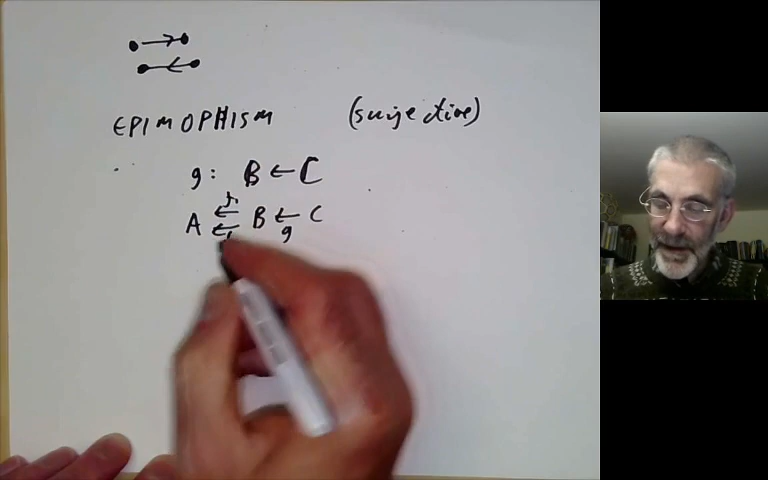 EPIMOPHISM (surjective)
g: B ← C
A ← B ← C
g